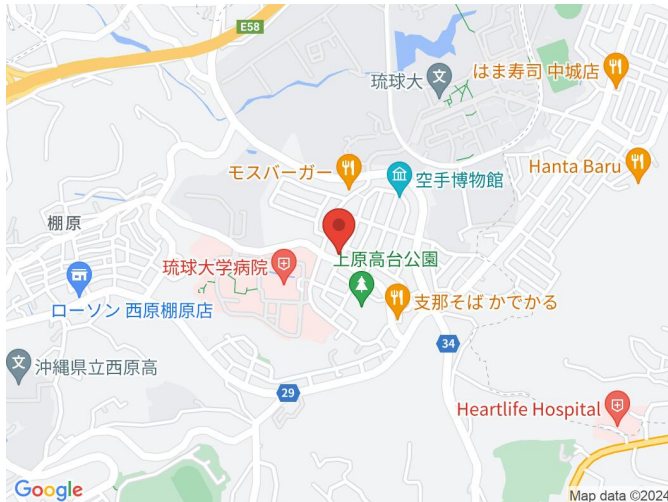 E58
琉球大
はま寿司 中城店
モスバーガー
空手博物館
Hanta Baru
棚原
琉球大学病院
上原高台公園
ローソン 西原棚原店
支那そば かでかる
34
沖縄県立西原高
29
Heartlife Hospital
Google
Map data ©2024